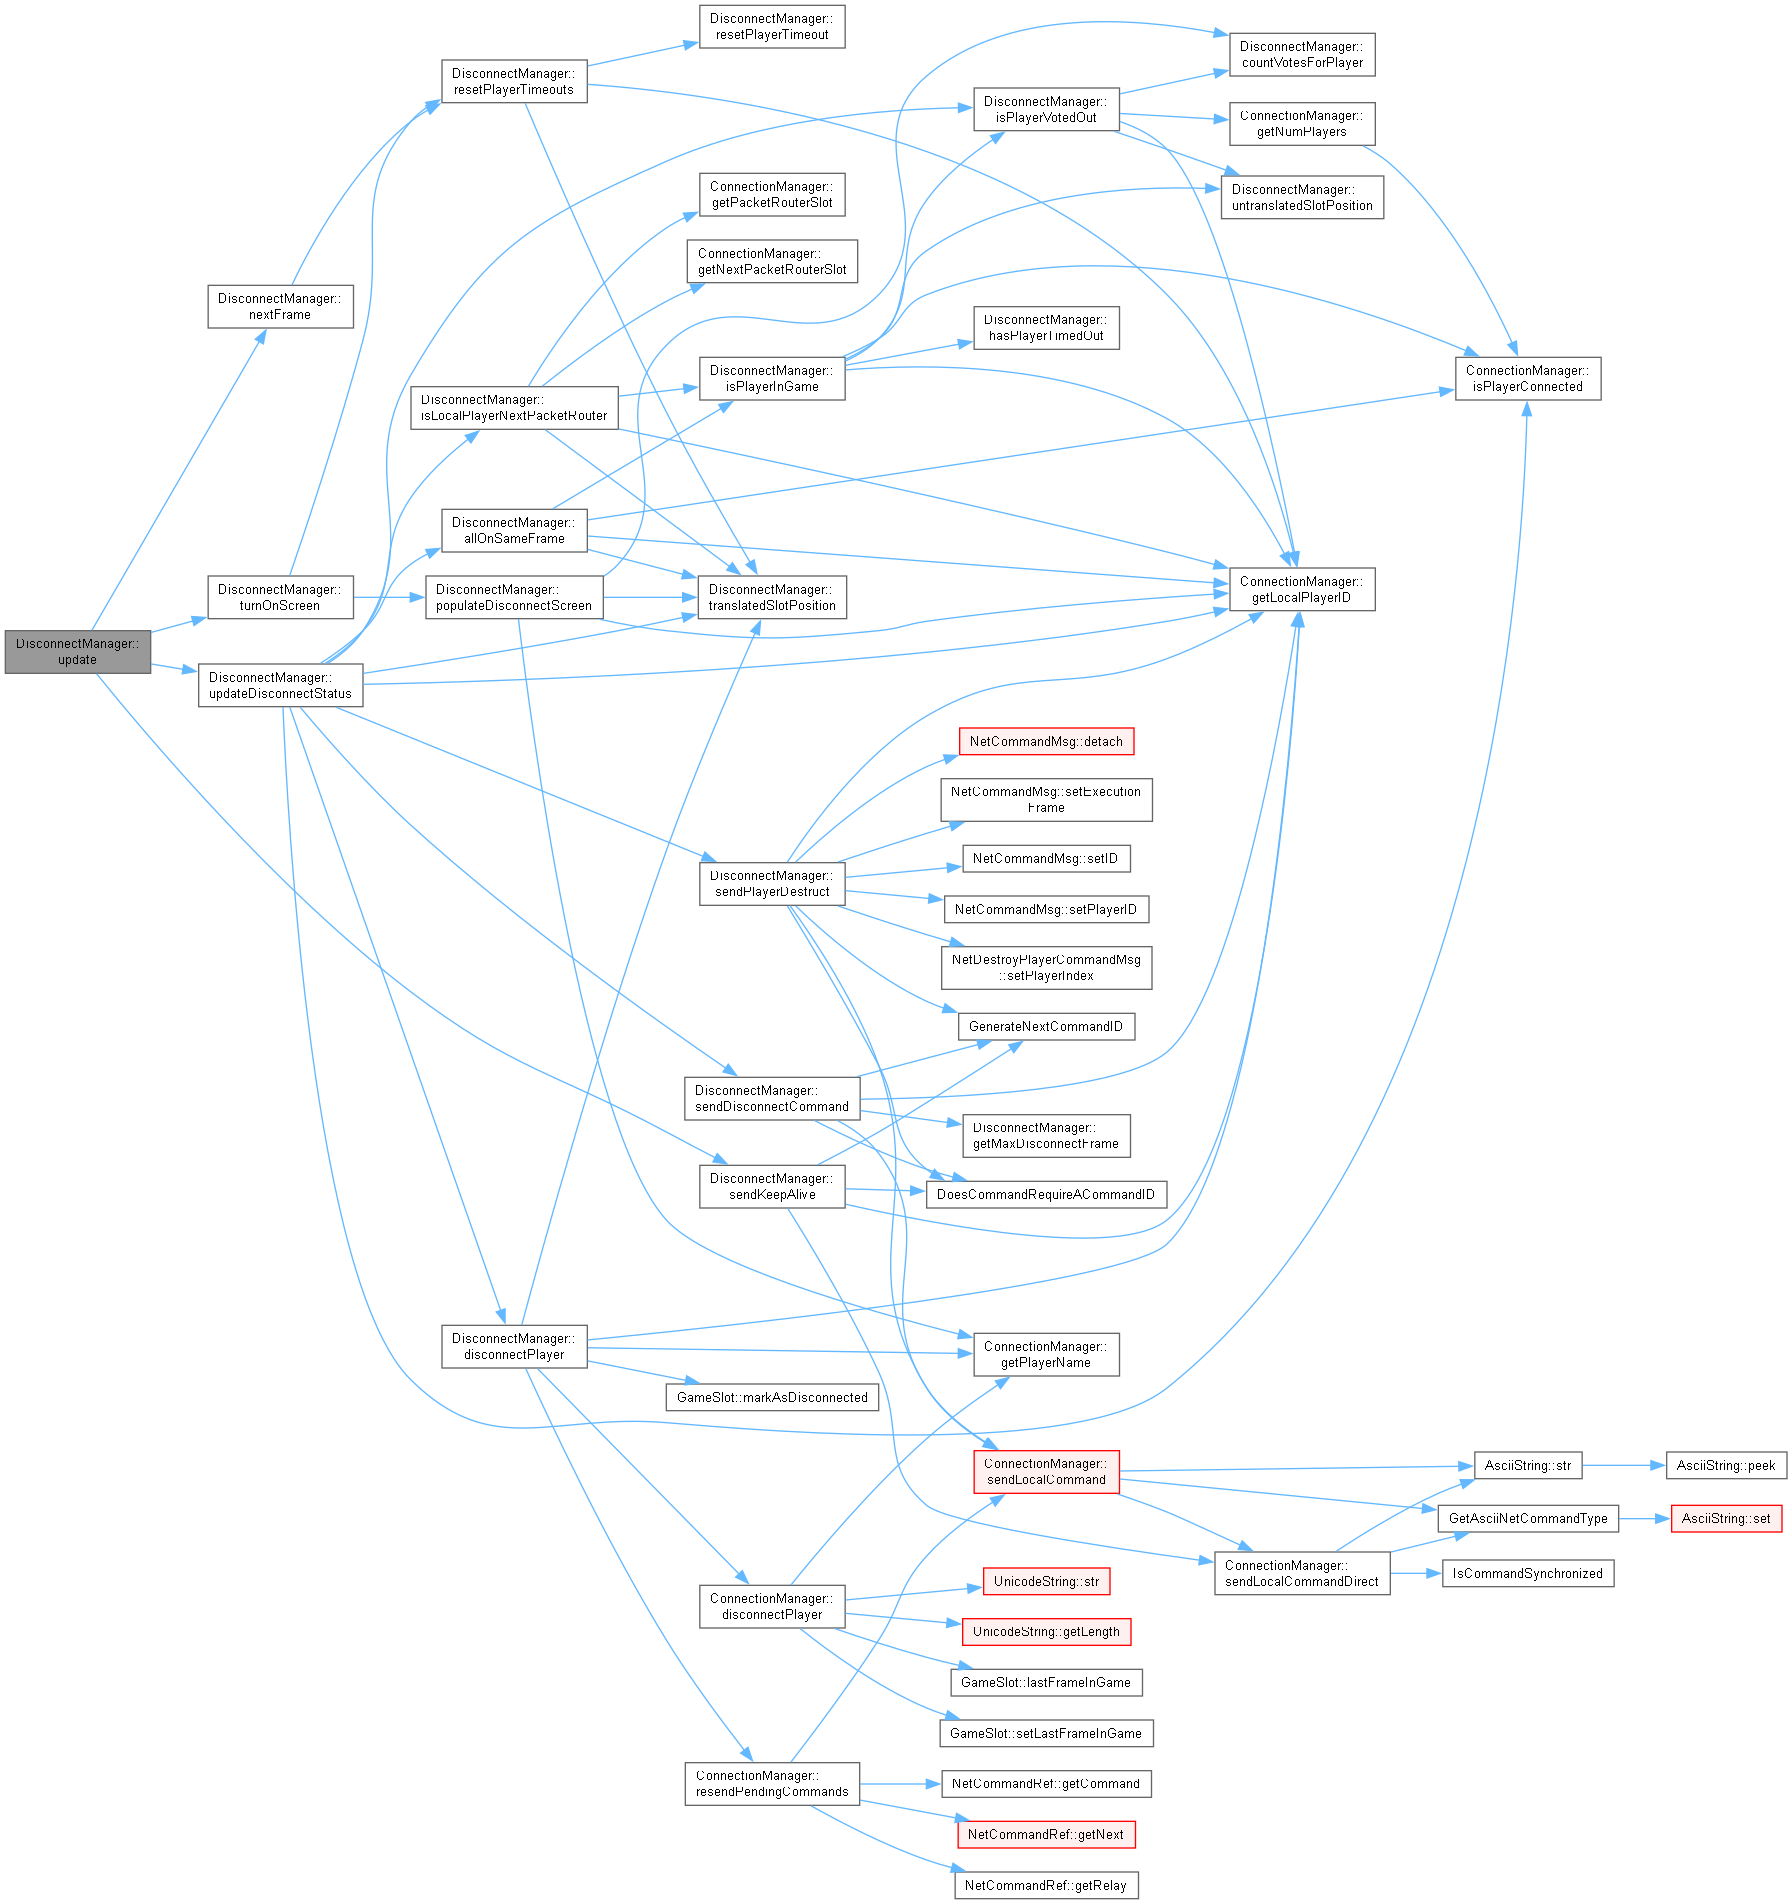 DisconnectManager::
resetPlayerTimeout
DisconnectManager::
countVotesForPlayer
DisconnectManager::
resetPlayerTimeouts
DisconnectManager::
isPlayerVotedOut
ConnectionManager::
getNumPlayers
ConnectionManager::
getPacketRouterSlot
DisconnectManager::
untranslatedSlotPosition
ConnectionManager::
getNextPacketRouterSlot
DisconnectManager::
nextFrame
DisconnectManager::
hasPlayerTimedOut
DisconnectManager::
isPlayerInGame
ConnectionManager::
isPlayerConnected
DisconnectManager::
isLocalPlayerNextPacketRouter
DisconnectManager::
allOnSameFrame
DisconnectManager::
turnOnScreen
DisconnectManager::
populateDisconnectScreen
DisconnectManager::
translatedSlotPosition
ConnectionManager::
getLocalPlayerID
DisconnectManager::
update
DisconnectManager::
updateDisconnectStatus
NetCommandMsg::detach
NetCommandMsg::setExecution
Frame
NetCommandMsg::setID
DisconnectManager::
sendPlayerDestruct
NetCommandMsg::setPlayerID
NetDestroyPlayerCommandMsg
::setPlayerIndex
GenerateNextCommandID
DisconnectManager::
sendDisconnectCommand
DisconnectManager::
getMaxDisconnectFrame
DisconnectManager::
sendKeepAlive
DoesCommandRequireACommandID
DisconnectManager::
disconnectPlayer
ConnectionManager::
getPlayerName
GameSlot::markAsDisconnected
ConnectionManager::
sendLocalCommand
AsciiString::str
AsciiString::peek
GetAsciiNetCommandType
AsciiString::set
ConnectionManager::
sendLocalCommandDirect
IsCommandSynchronized
UnicodeString::str
ConnectionManager::
disconnectPlayer
UnicodeString::getLength
GameSlot::lastFrameInGame
GameSlot::setLastFrameInGame
ConnectionManager::
resendPendingCommands
NetCommandRef::getCommand
NetCommandRef::getNext
NetCommandRef::getRelay